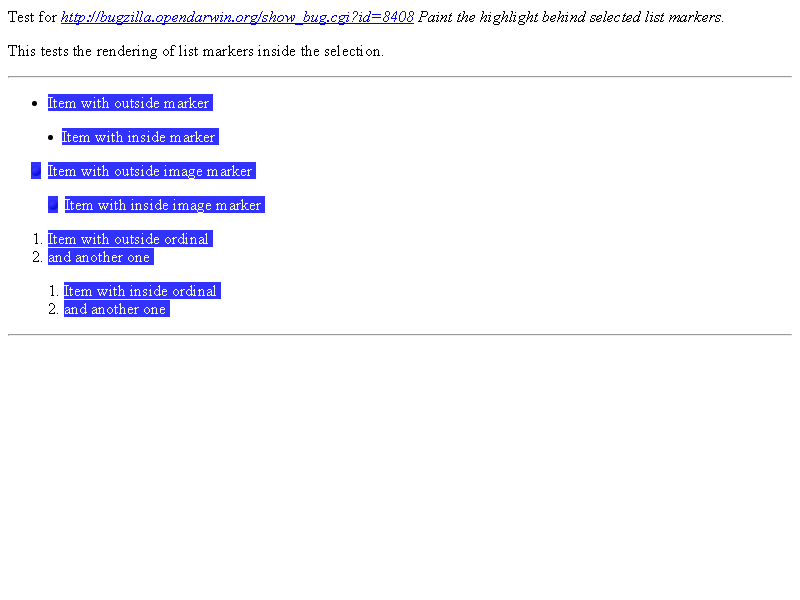 Test for http://bugzilla.opendarwin.org/show_bug.cgi?id=8408 Paint the highlight behind selected list markers.
This tests the rendering of list markers inside the selection.
• Item with outside marker
• Item with inside marker
Item with outside image marker
Item with inside image marker
1. Item with outside ordinal
2. and another one
1. Item with inside ordinal
2. and another one